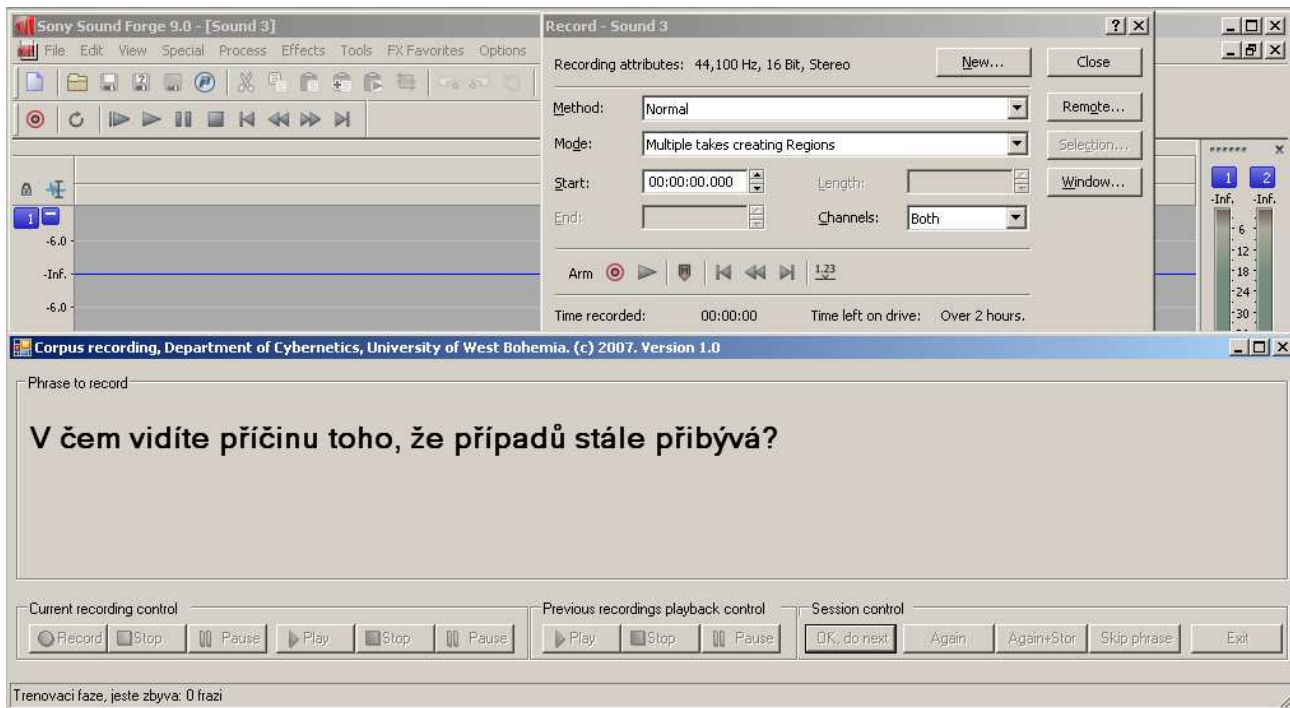 Sony Sound Forge 9.0 - [Sound 3]
File Edit View Special Process Effects Tools FX Favorites Options
1
-6.0
-Inf.
-6.0
Record - Sound 3
Recording attributes: 44,100 Hz, 16 Bit, Stereo
New...
Close
Method: Normal
Remote...
Mode: Multiple takes creating Regions
Selection...
Start: 00:00:00.000
Length:
Window...
End:
Channels: Both
Arm
1.23
Time recorded: 00:00:00 Time left on drive: Over 2 hours.
1 2
-Inf. -Inf.
- 6 -
- 12 -
- 18 -
- 24 -
- 30 -
Corpus recording, Department of Cybernetics, University of West Bohemia. (c) 2007. Version 1.0
Phrase to record
V čem vidíte příčinu toho, že případů stále přibývá?
Current recording control
Record Stop Pause Play Stop Pause
Previous recordings playback control
Play Stop Pause
Session control
OK, do next Again Again+Stor Skip phrase Exit
Trenovaci faze, jeste zbyva: 0 frazi